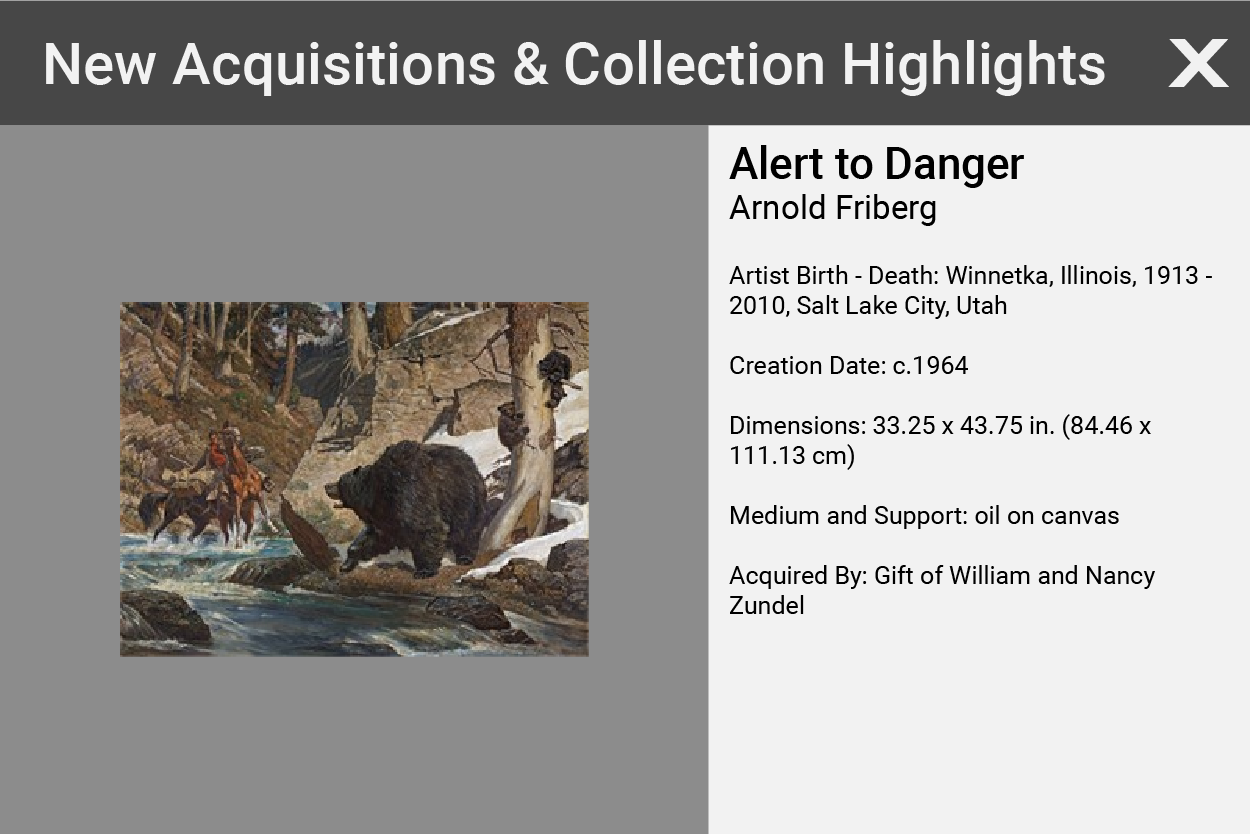 New Acquisitions & Collection Highlights X
Alert to Danger
Arnold Friberg
Artist Birth - Death: Winnetka, Illinois, 1913 -
2010, Salt Lake City, Utah
Creation Date: c.1964
Dimensions: 33.25 x 43.75 in. (84.46 x
111.13 cm)
Medium and Support: oil on canvas
Acquired By: Gift of William and Nancy
Zundel